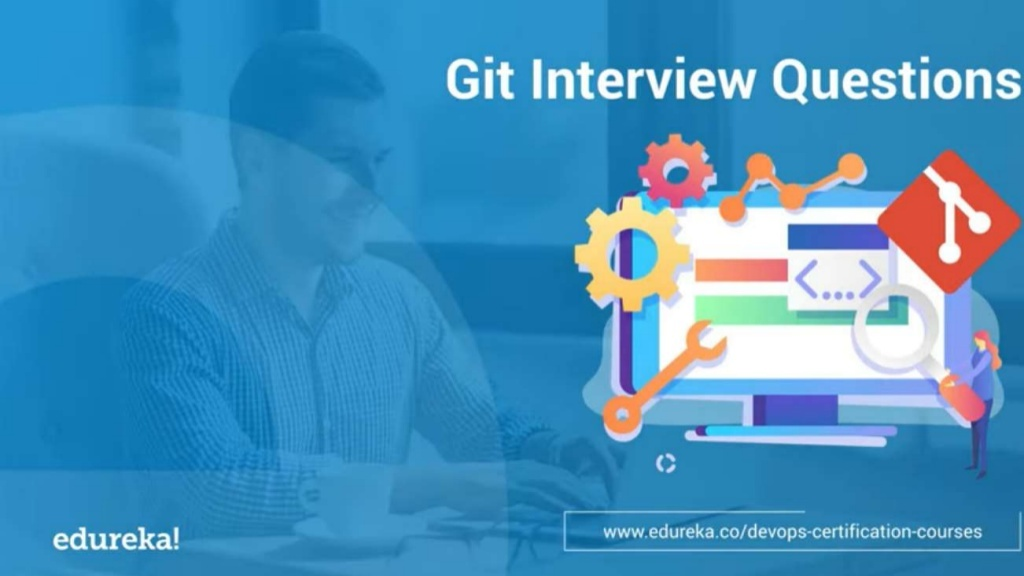 Git Interview Questions
edureka!
www.edureka.co/devops-certification-courses